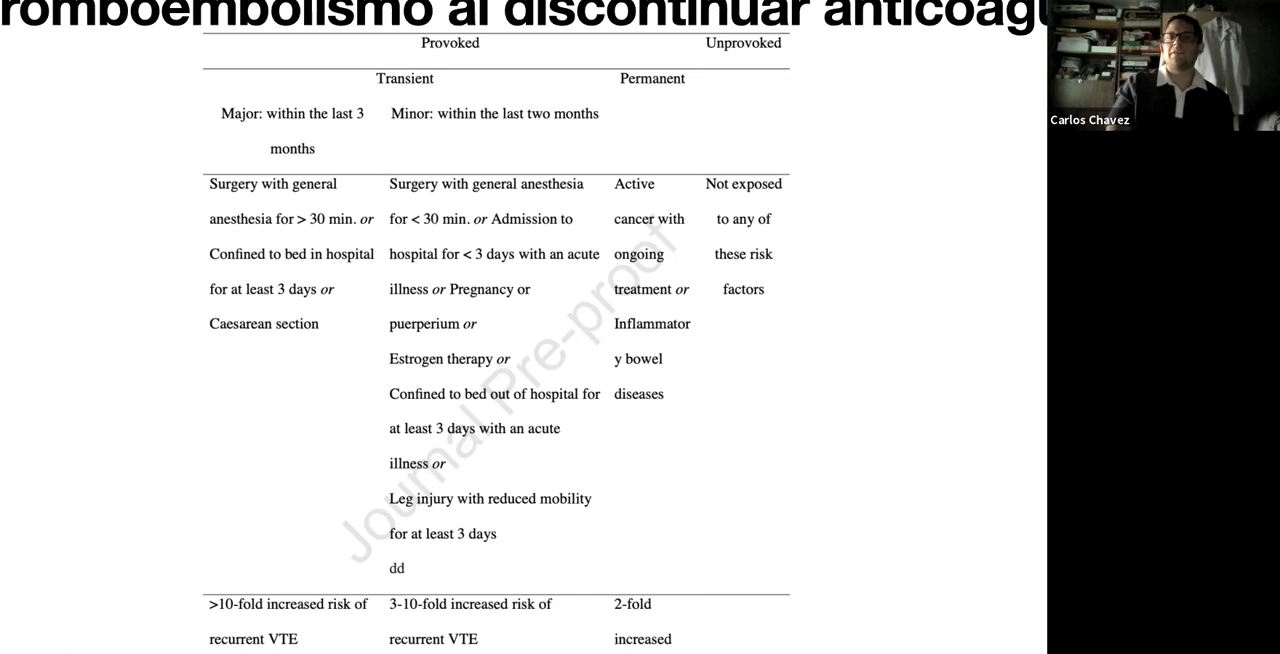 romboembolismo al discontinuar anticoagu
Carlos Chavez
Provoked Unprovoked
Transient Permanent
Major: within the last 3 months
Minor: within the last two months
Surgery with general
anesthesia for > 30 min. or
Confined to bed in hospital
for at least 3 days or
Caesarean section
Surgery with general anesthesia
for < 30 min. or Admission to
hospital for < 3 days with an acute
illness or Pregnancy or
puerperium or
Estrogen therapy or
Confined to bed out of hospital for
at least 3 days with an acute
illness or
Leg injury with reduced mobility
for at least 3 days
dd
Active
cancer with
ongoing
treatment or
Inflammator
y bowel
diseases
Not exposed
to any of
these risk
factors
>10-fold increased risk of
recurrent VTE
3-10-fold increased risk of
recurrent VTE
2-fold
increased
Journal Pre-proof